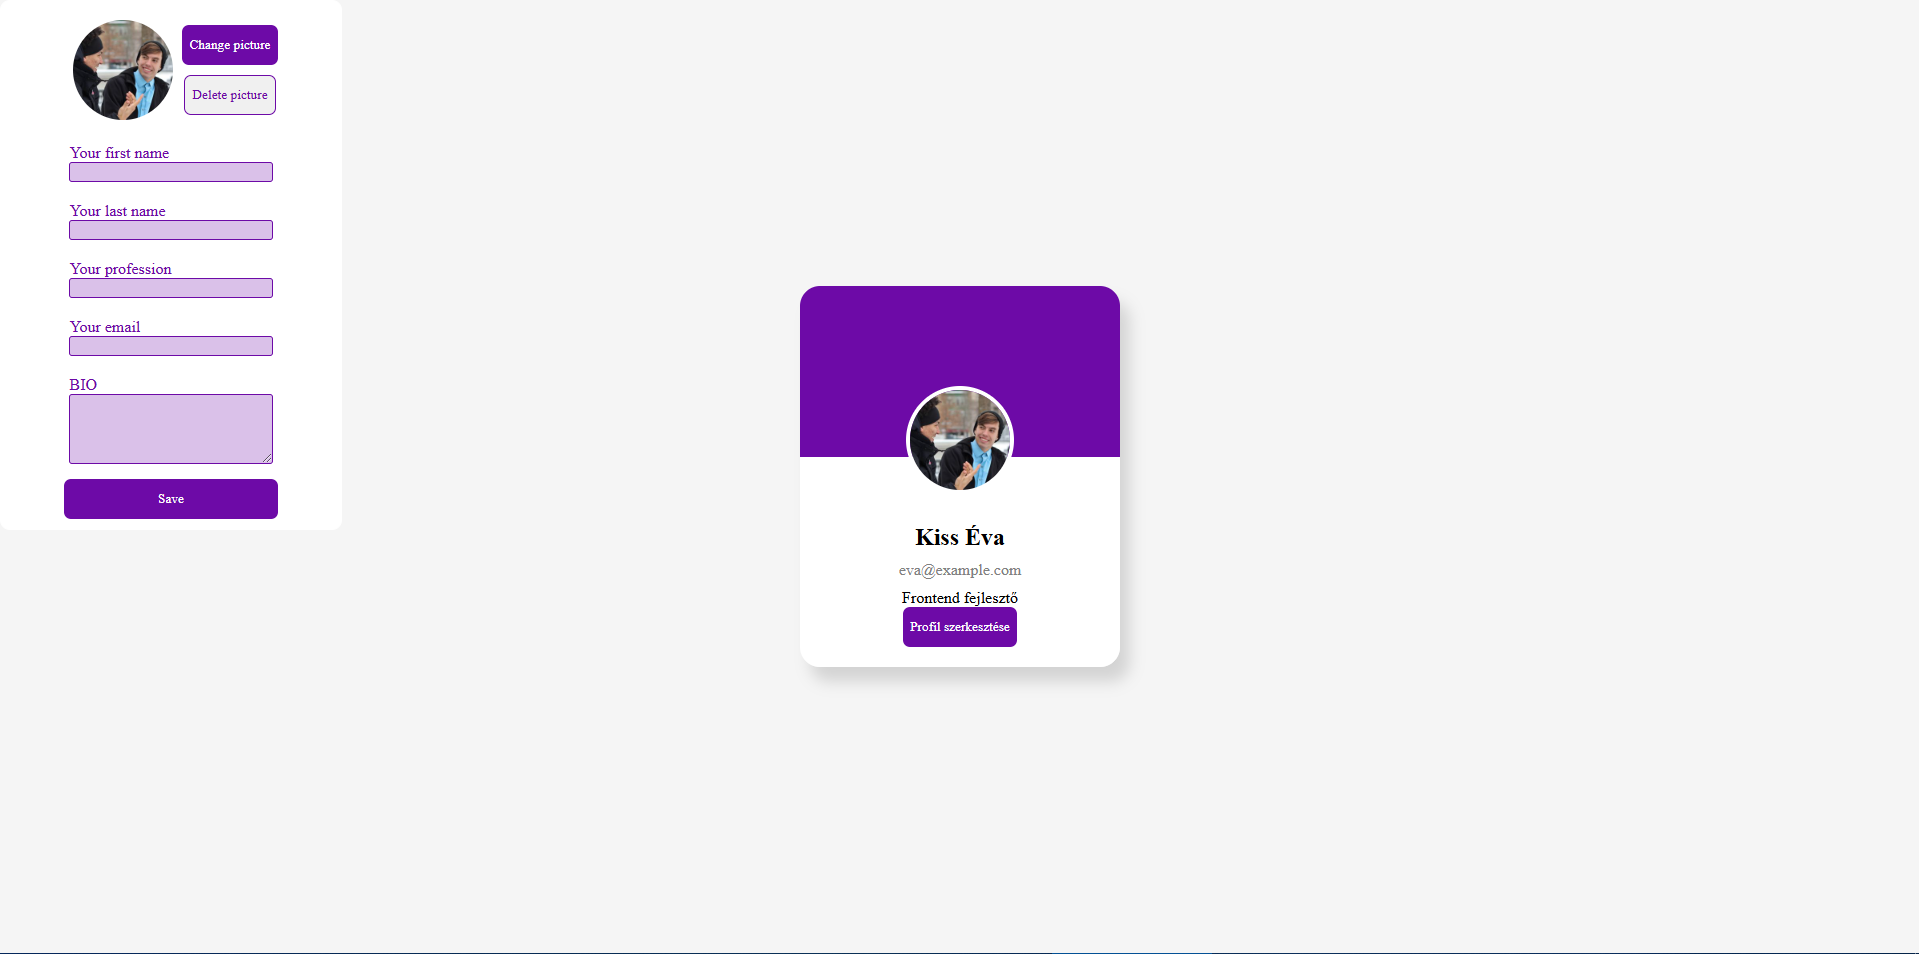 Change picture
Delete picture
Your first name
Your last name
Your profession
Your email
BIO
Save
Kiss Éva
eva@example.com
Frontend fejlesztő
Profil szerkesztése